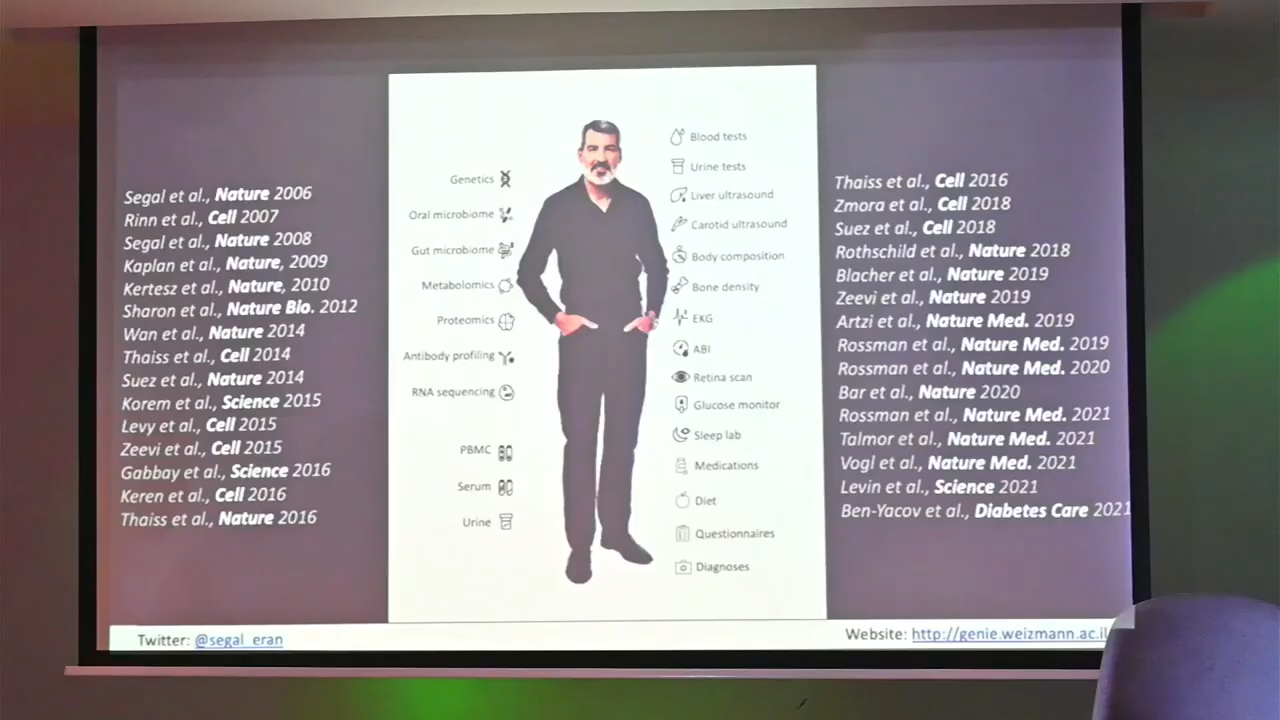 Segal et al., Nature 2006
Rinn et al., Cell 2007
Segal et al., Nature 2008
Kaplan et al., Nature, 2009
Kertesz et al., Nature, 2010
Sharon et al., Nature Bio. 2012
Wan et al., Nature 2014
Thaiss et al., Cell 2014
Suez et al., Nature 2014
Korem et al., Science 2015
Levy et al., Cell 2015
Zeevi et al., Cell 2015
Gabbay et al., Science 2016
Keren et al., Cell 2016
Thaiss et al., Nature 2016
Genetics
Oral microbiome
Gut microbiome
Metabolomics
Proteomics
Antibody profiling
RNA sequencing
PBMC
Serum
Urine
Blood tests
Urine tests
Liver ultrasound
Carotid ultrasound
Body composition
Bone density
EKG
ABI
Retina scan
Glucose monitor
Sleep lab
Medications
Diet
Questionnaires
Diagnoses
Thaiss et al., Cell 2016
Zmora et al., Cell 2018
Suez et al., Cell 2018
Rothschild et al., Nature 2018
Blacher et al., Nature 2019
Zeevi et al., Nature 2019
Artzi et al., Nature Med. 2019
Rossman et al., Nature Med. 2019
Rossman et al., Nature Med. 2020
Bar et al., Nature 2020
Rossman et al., Nature Med. 2021
Talmor et al., Nature Med. 2021
Vogl et al., Nature Med. 2021
Levin et al., Science 2021
Ben-Yacov et al., Diabetes Care 2021
Twitter: @segal_eran
Website: http://genie.weizmann.ac.il